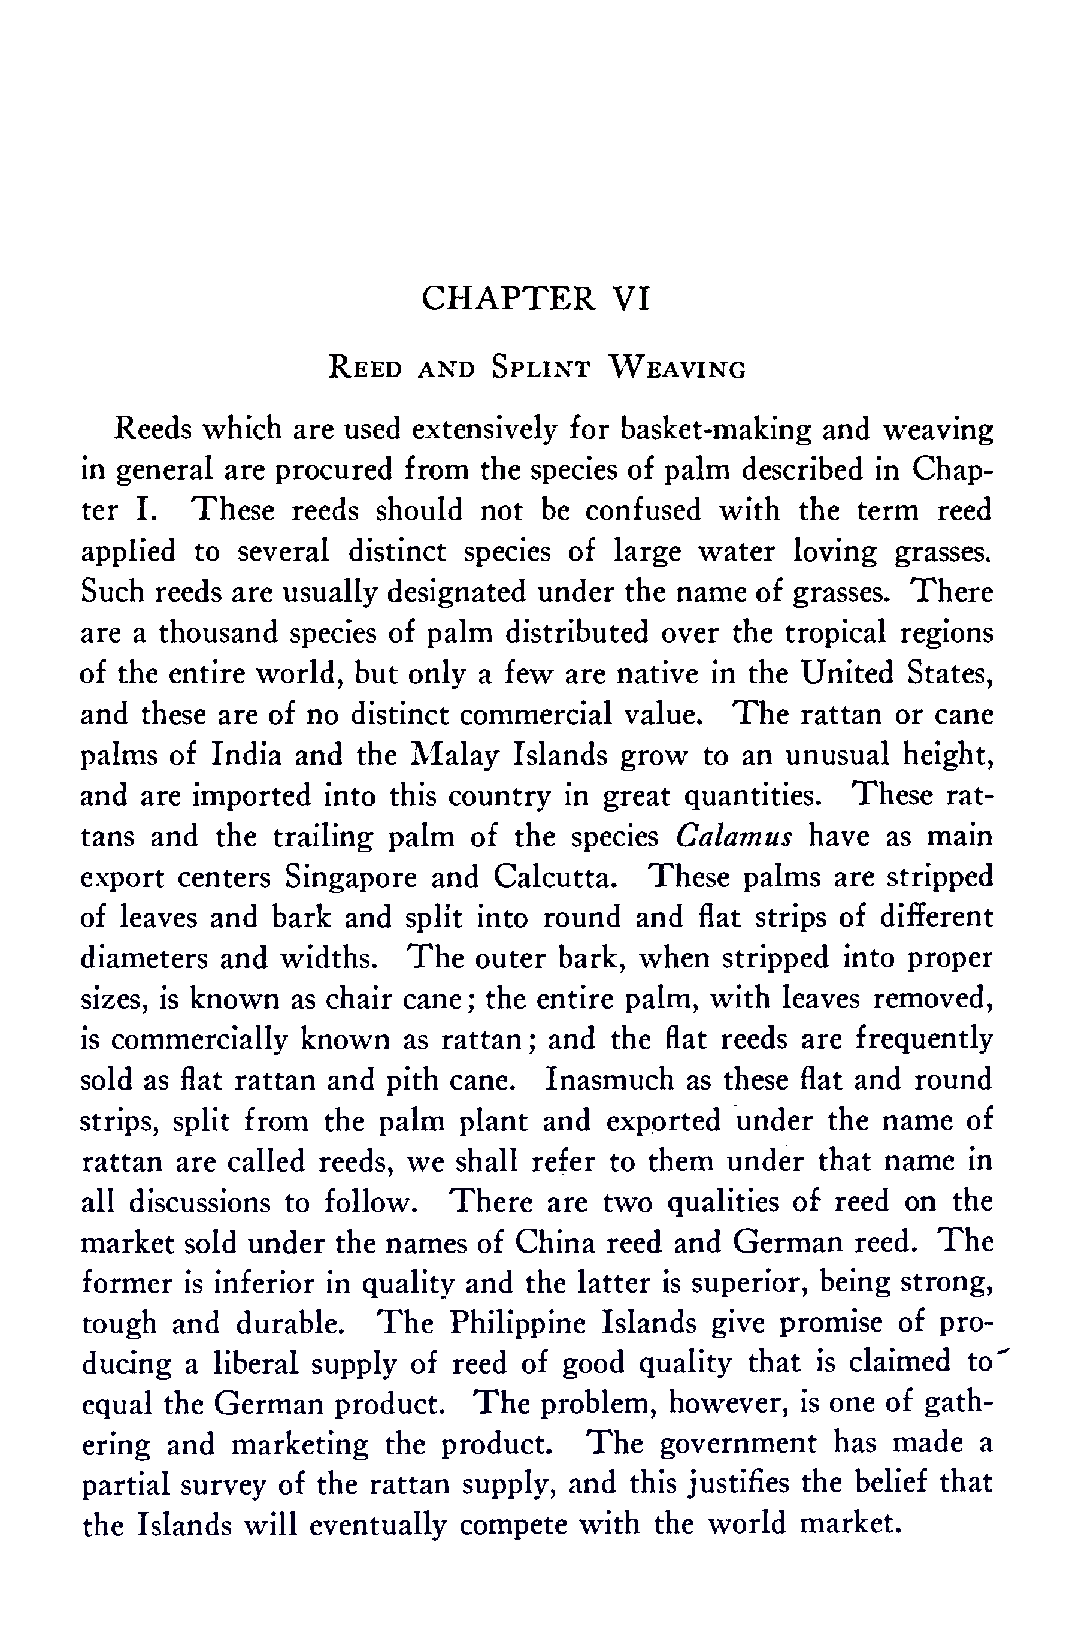 CHAPTER VI
REED AND SPLINT WEAVING
Reeds which are used extensively for basket-making and weaving
in general are procured from the species of palm described in Chap-
ter I. These reeds should not be confused with the term reed
applied to several distinct species of large water loving grasses.
Such reeds are usually designated under the name of grasses. There
are a thousand species of palm distributed over the tropical regions
of the entire world, but only a few are native in the United States,
and these are of no distinct commercial value. The rattan or cane
palms of India and the Malay Islands grow to an unusual height,
and are imported into this country in great quantities. These rat-
tans and the trailing palm of the species Calamus have as main
export centers Singapore and Calcutta. These palms are stripped
of leaves and bark and split into round and flat strips of different
diameters and widths. The outer bark, when stripped into proper
sizes, is known as chair cane; the entire palm, with leaves removed,
is commercially known as rattan; and the flat reeds are frequently
sold as flat rattan and pith cane. Inasmuch as these flat and round
strips, split from the palm plant and exported under the name of
rattan are called reeds, we shall refer to them under that name in
all discussions to follow. There are two qualities of reed on the
market sold under the names of China reed and German reed. The
former is inferior in quality and the latter is superior, being strong,
tough and durable. The Philippine Islands give promise of pro-
ducing a liberal supply of reed of good quality that is claimed to
equal the German product. The problem, however, is one of gath-
ering and marketing the product. The government has made a
partial survey of the rattan supply, and this justifies the belief that
the Islands will eventually compete with the world market.